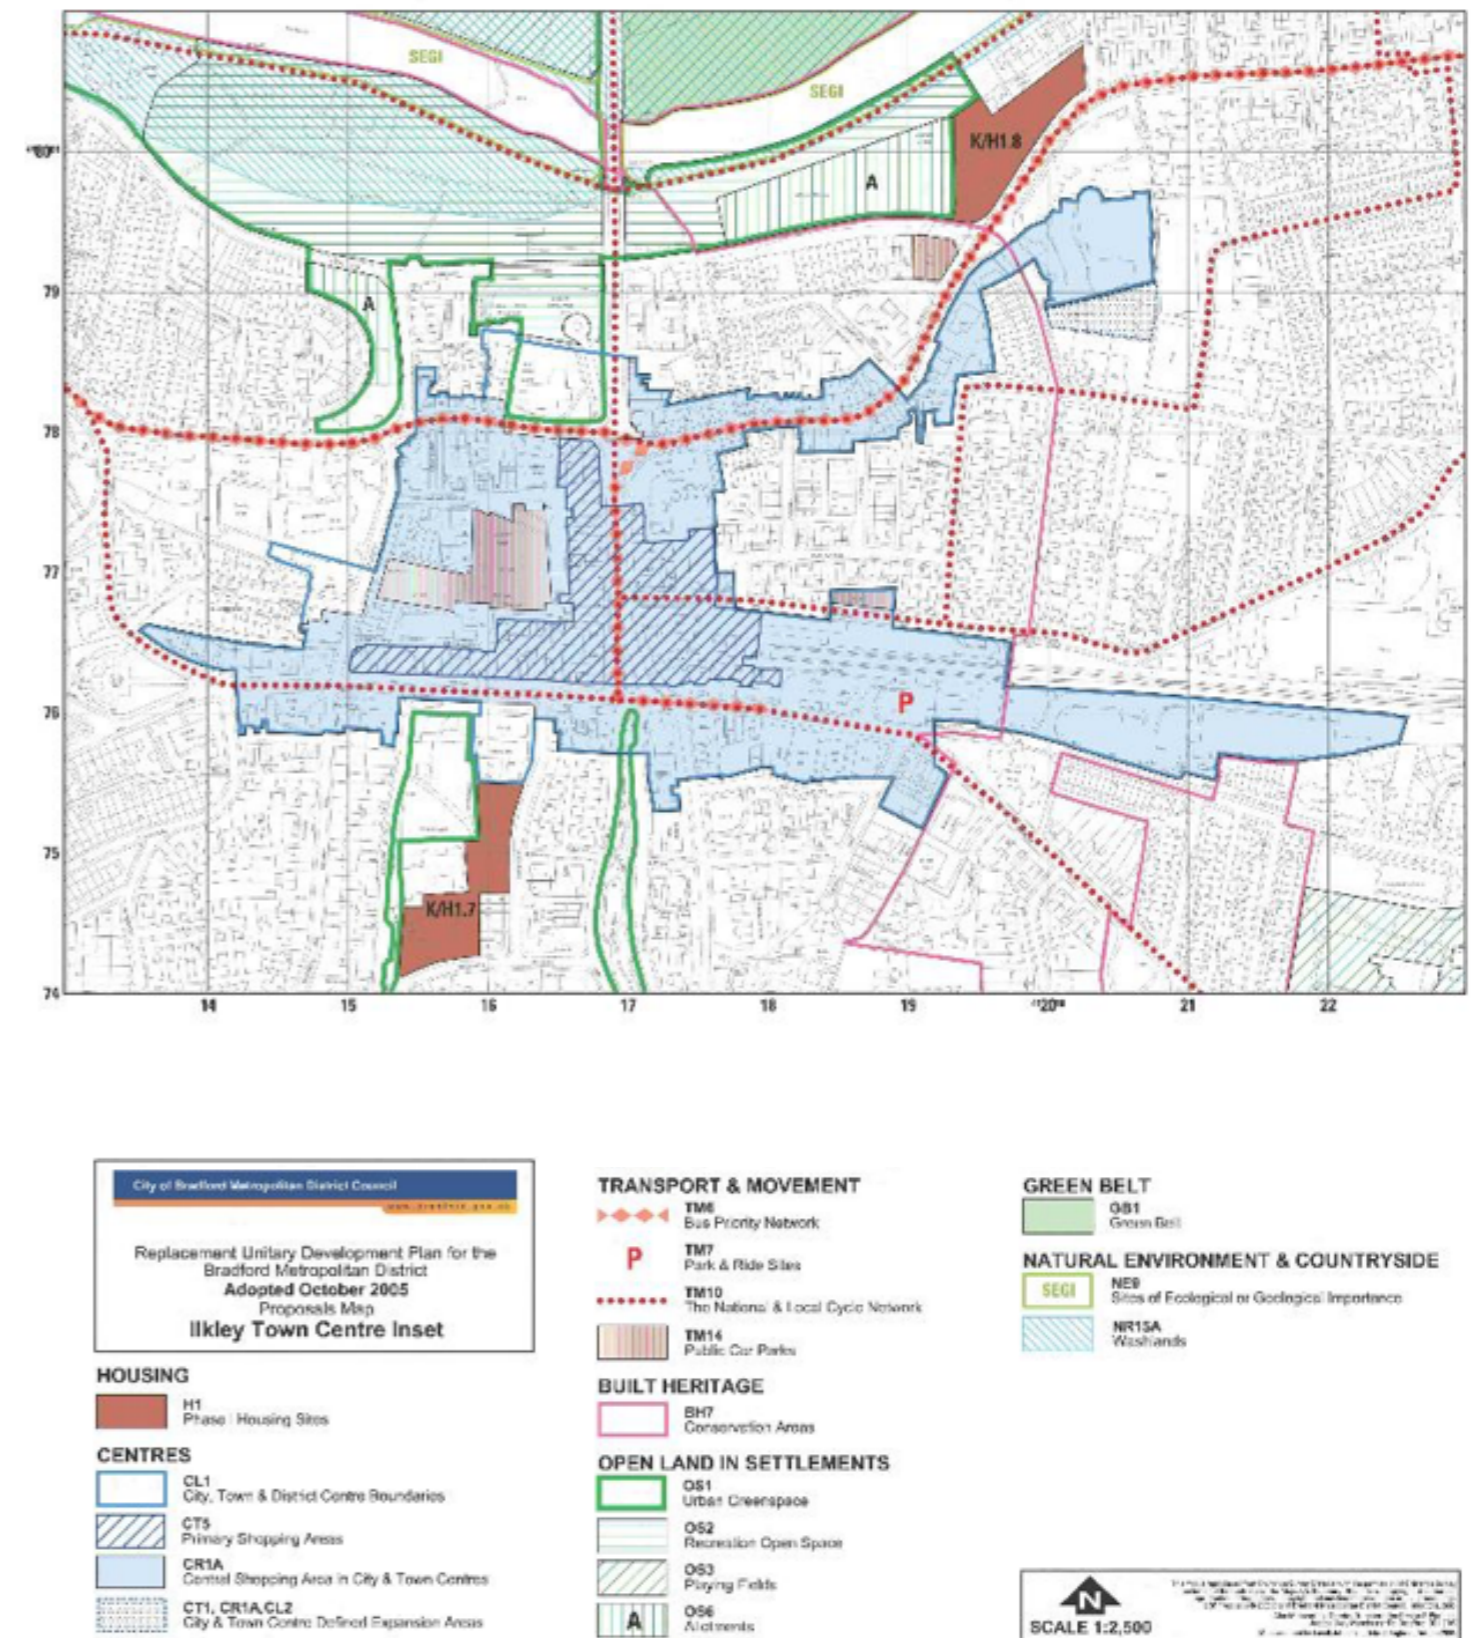 SEGI
SEGI
K/H1.8
A
A
79
78
77
P
76
75
K/H1.7
74
14 15 16 17 18 19 20 21 22
City of Bradford Metropolitan District Council
www.bradford.gov.uk
Replacement Unitary Development Plan for the
Bradford Metropolitan District
Adopted October 2005
Proposals Map
Ilkley Town Centre Inset
HOUSING
H1
Phase I Housing Sites
CENTRES
CL1
City, Town & District Centre Boundaries
CT5
Primary Shopping Areas
CR1A
Central Shopping Area in City & Town Centres
CT1, CR1A,CL2
City & Town Centre Defined Expansion Areas
TRANSPORT & MOVEMENT
TM6
Bus Priority Network
P
TM7
Park & Ride Sites
TM10
The National & Local Cycle Network
TM14
Public Car Parks
BUILT HERITAGE
BH7
Conservation Areas
OPEN LAND IN SETTLEMENTS
OS1
Urban Greenspace
OS2
Recreation Open Space
OS3
Playing Fields
A
OS6
Allotments
GREEN BELT
GB1
Green Belt
NATURAL ENVIRONMENT & COUNTRYSIDE
SEGI
NE9
Sites of Ecological or Geological Importance
NR15A
Washlands
N
SCALE 1:2,500